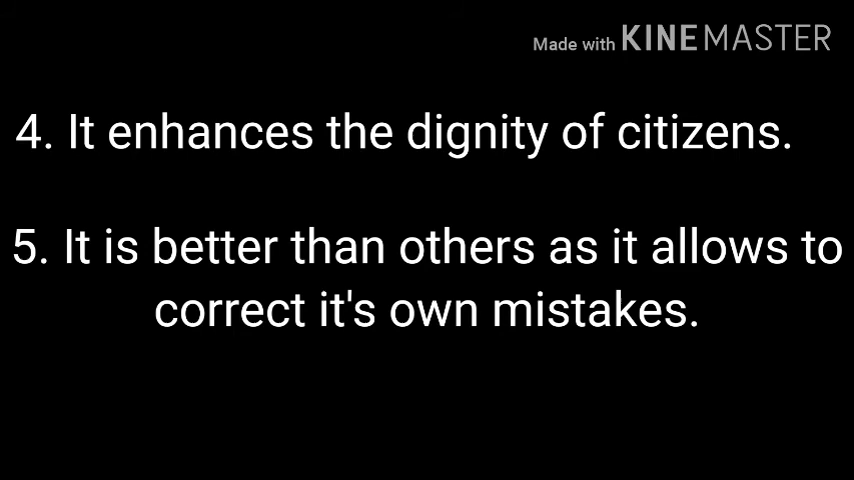 Made with KINEMASTER
4. It enhances the dignity of citizens.
5. It is better than others as it allows to
correct it's own mistakes.